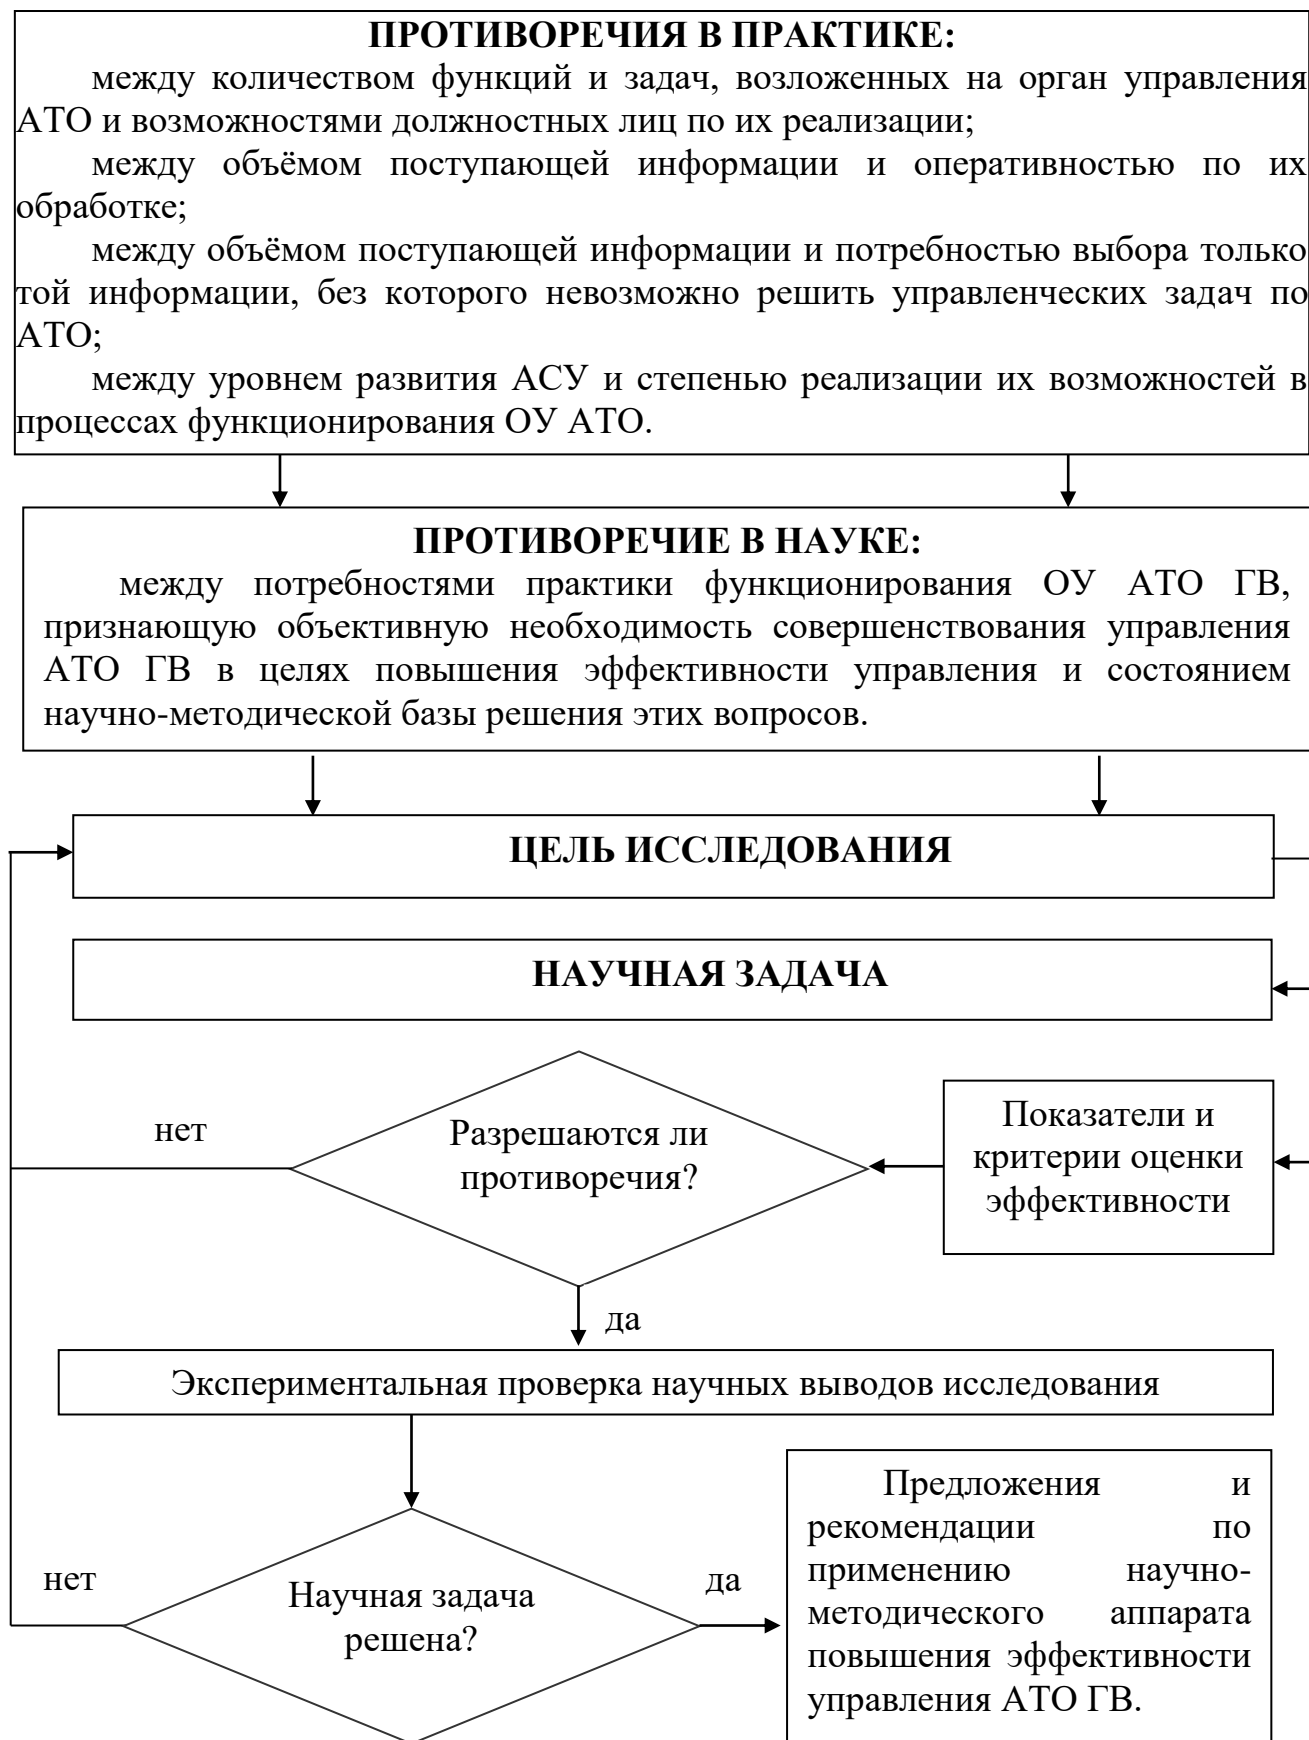 ПРОТИВОРЕЧИЯ В ПРАКТИКЕ:
между количеством функций и задач, возложенных на орган управления
АТО и возможностями должностных лиц по их реализации;
между объёмом поступающей информации и оперативностью по их
обработке;
между объёмом поступающей информации и потребностью выбора только
той информации, без которого невозможно решить управленческих задач по
АТО;
между уровнем развития АСУ и степенью реализации их возможностей в
процессах функционирования ОУ АТО.
ПРОТИВОРЕЧИЕ В НАУКЕ:
между потребностями практики функционирования ОУ АТО ГВ,
признающую объективную необходимость совершенствования управления
АТО ГВ в целях повышения эффективности управления и состоянием
научно-методической базы решения этих вопросов.
ЦЕЛЬ ИССЛЕДОВАНИЯ
НАУЧНАЯ ЗАДАЧА
нет
Разрешаются ли
противоречия?
Показатели и
критерии оценки
эффективности
да
Экспериментальная проверка научных выводов исследования
нет
Научная задача
решена?
да
Предложения и
рекомендации по
применению научно-
методического аппарата
повышения эффективности
управления АТО ГВ.